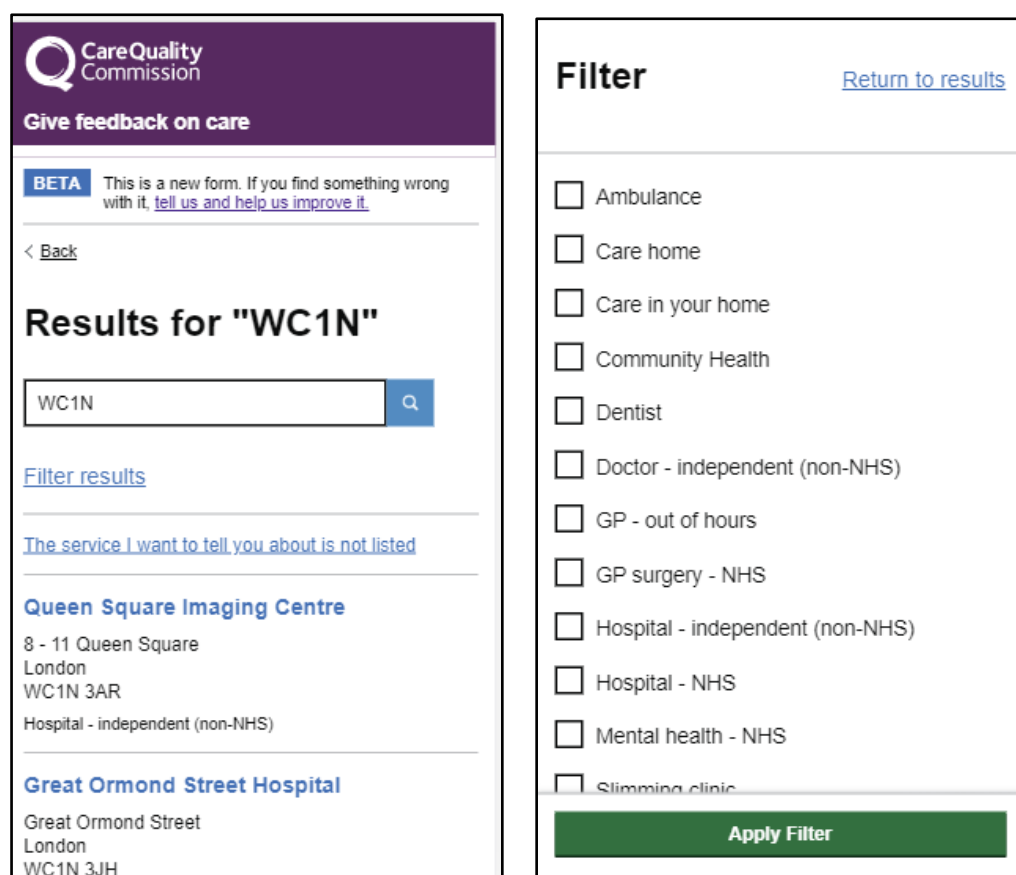 CareQuality
Commission
Give feedback on care
BETA
This is a new form. If you find something wrong
with it, tell us and help us improve it.
< Back
Results for "WC1N"
WC1N
Filter results
The service I want to tell you about is not listed
Queen Square Imaging Centre
8 - 11 Queen Square
London
WC1N 3AR
Hospital - independent (non-NHS)
Great Ormond Street Hospital
Great Ormond Street
London
WC1N 3JH
Filter
Return to results
Ambulance
Care home
Care in your home
Community Health
Dentist
Doctor - independent (non-NHS)
GP - out of hours
GP surgery - NHS
Hospital - independent (non-NHS)
Hospital - NHS
Mental health - NHS
Slimming clinic
Apply Filter